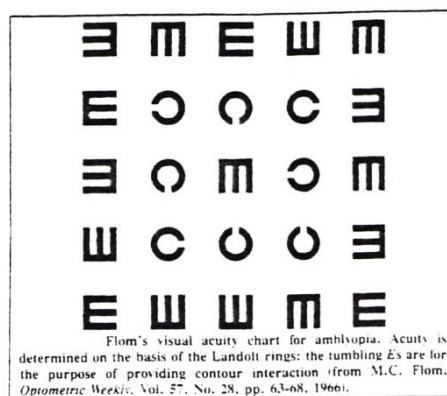 Flom's visual acuity chart for amblyopia. Acuity is
determined on the basis of the Landolt rings: the tumbling Es are for
the purpose of providing contour interaction (from M.C. Flom,
Optometric Weekly, Vol. 57, No. 28, pp. 63-68, 1966).